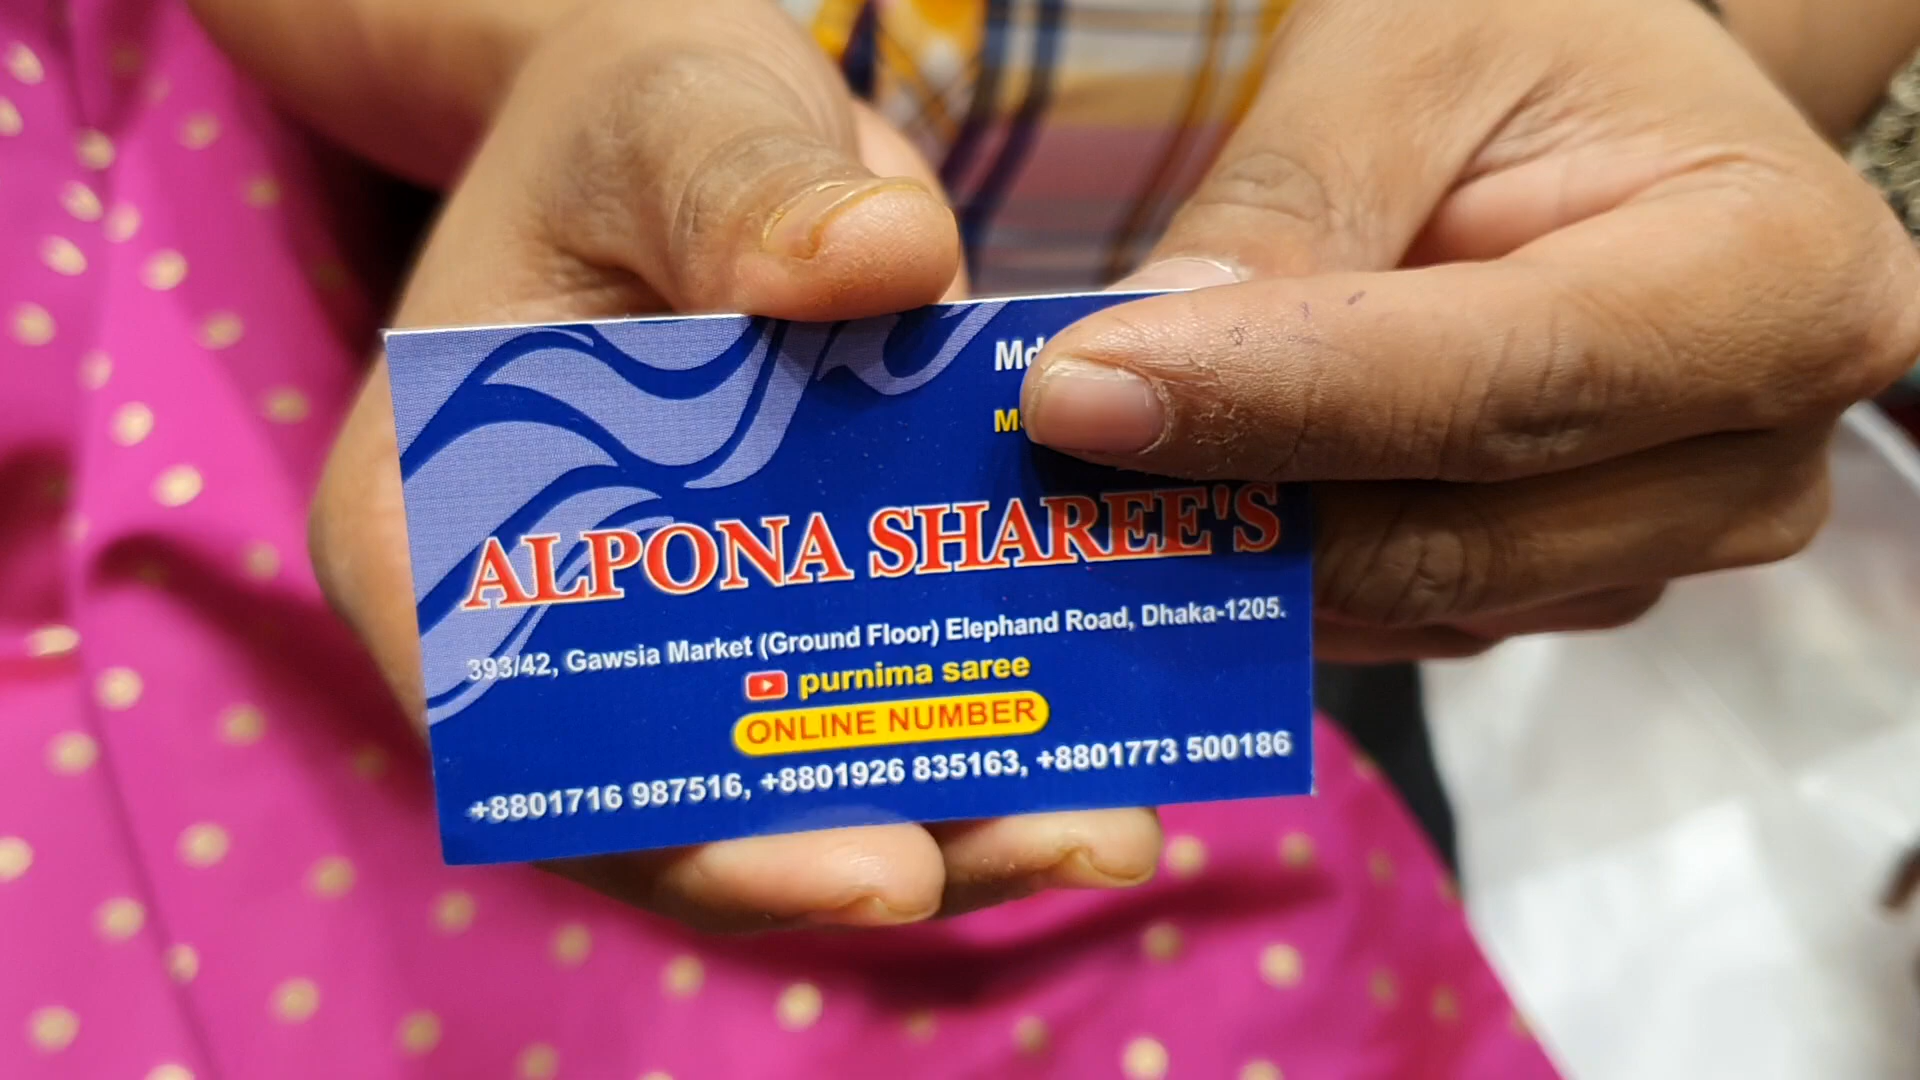 Md
ALPONA SHAREE'S
393/42, Gawsia Market (Ground Floor) Elephand Road, Dhaka-1205.
purnima saree
ONLINE NUMBER
+8801716 987516, +8801926 835163, +8801773 500186